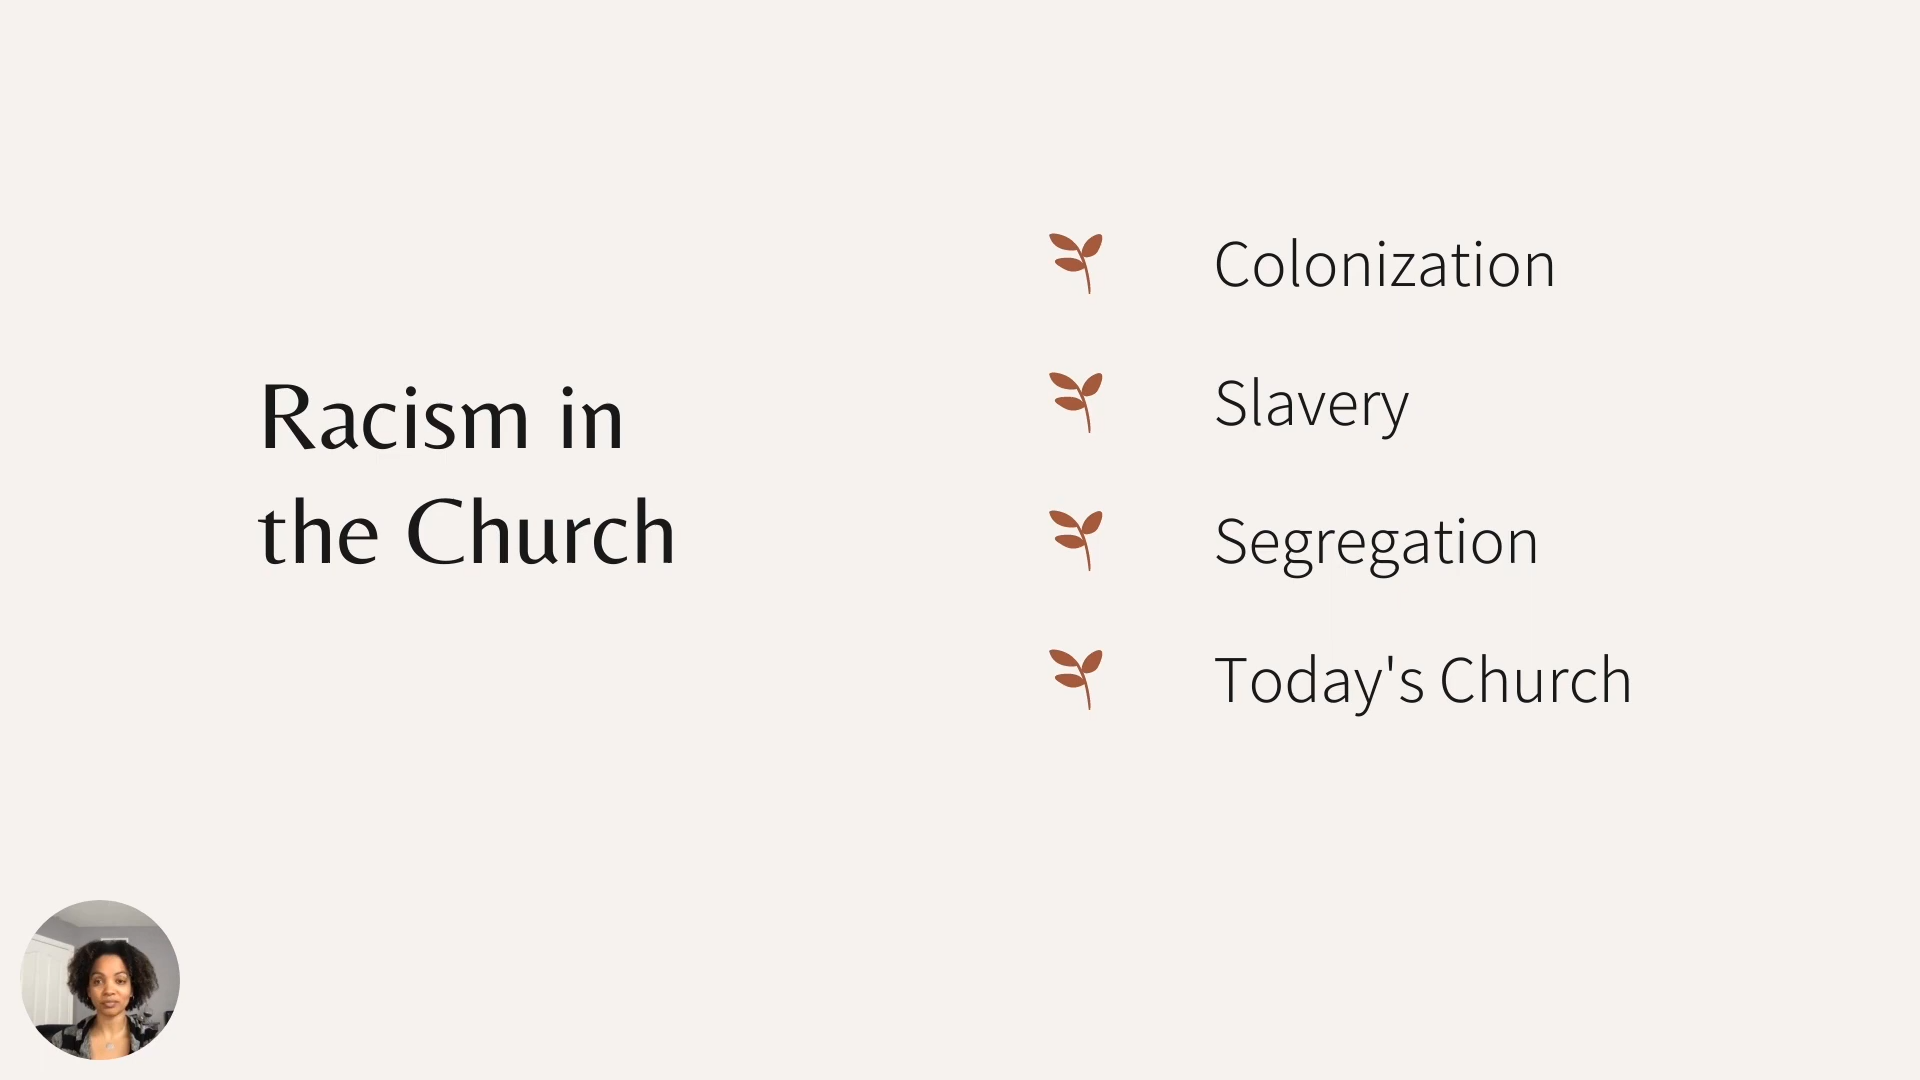 Racism in
the Church
Colonization
Slavery
Segregation
Today's Church